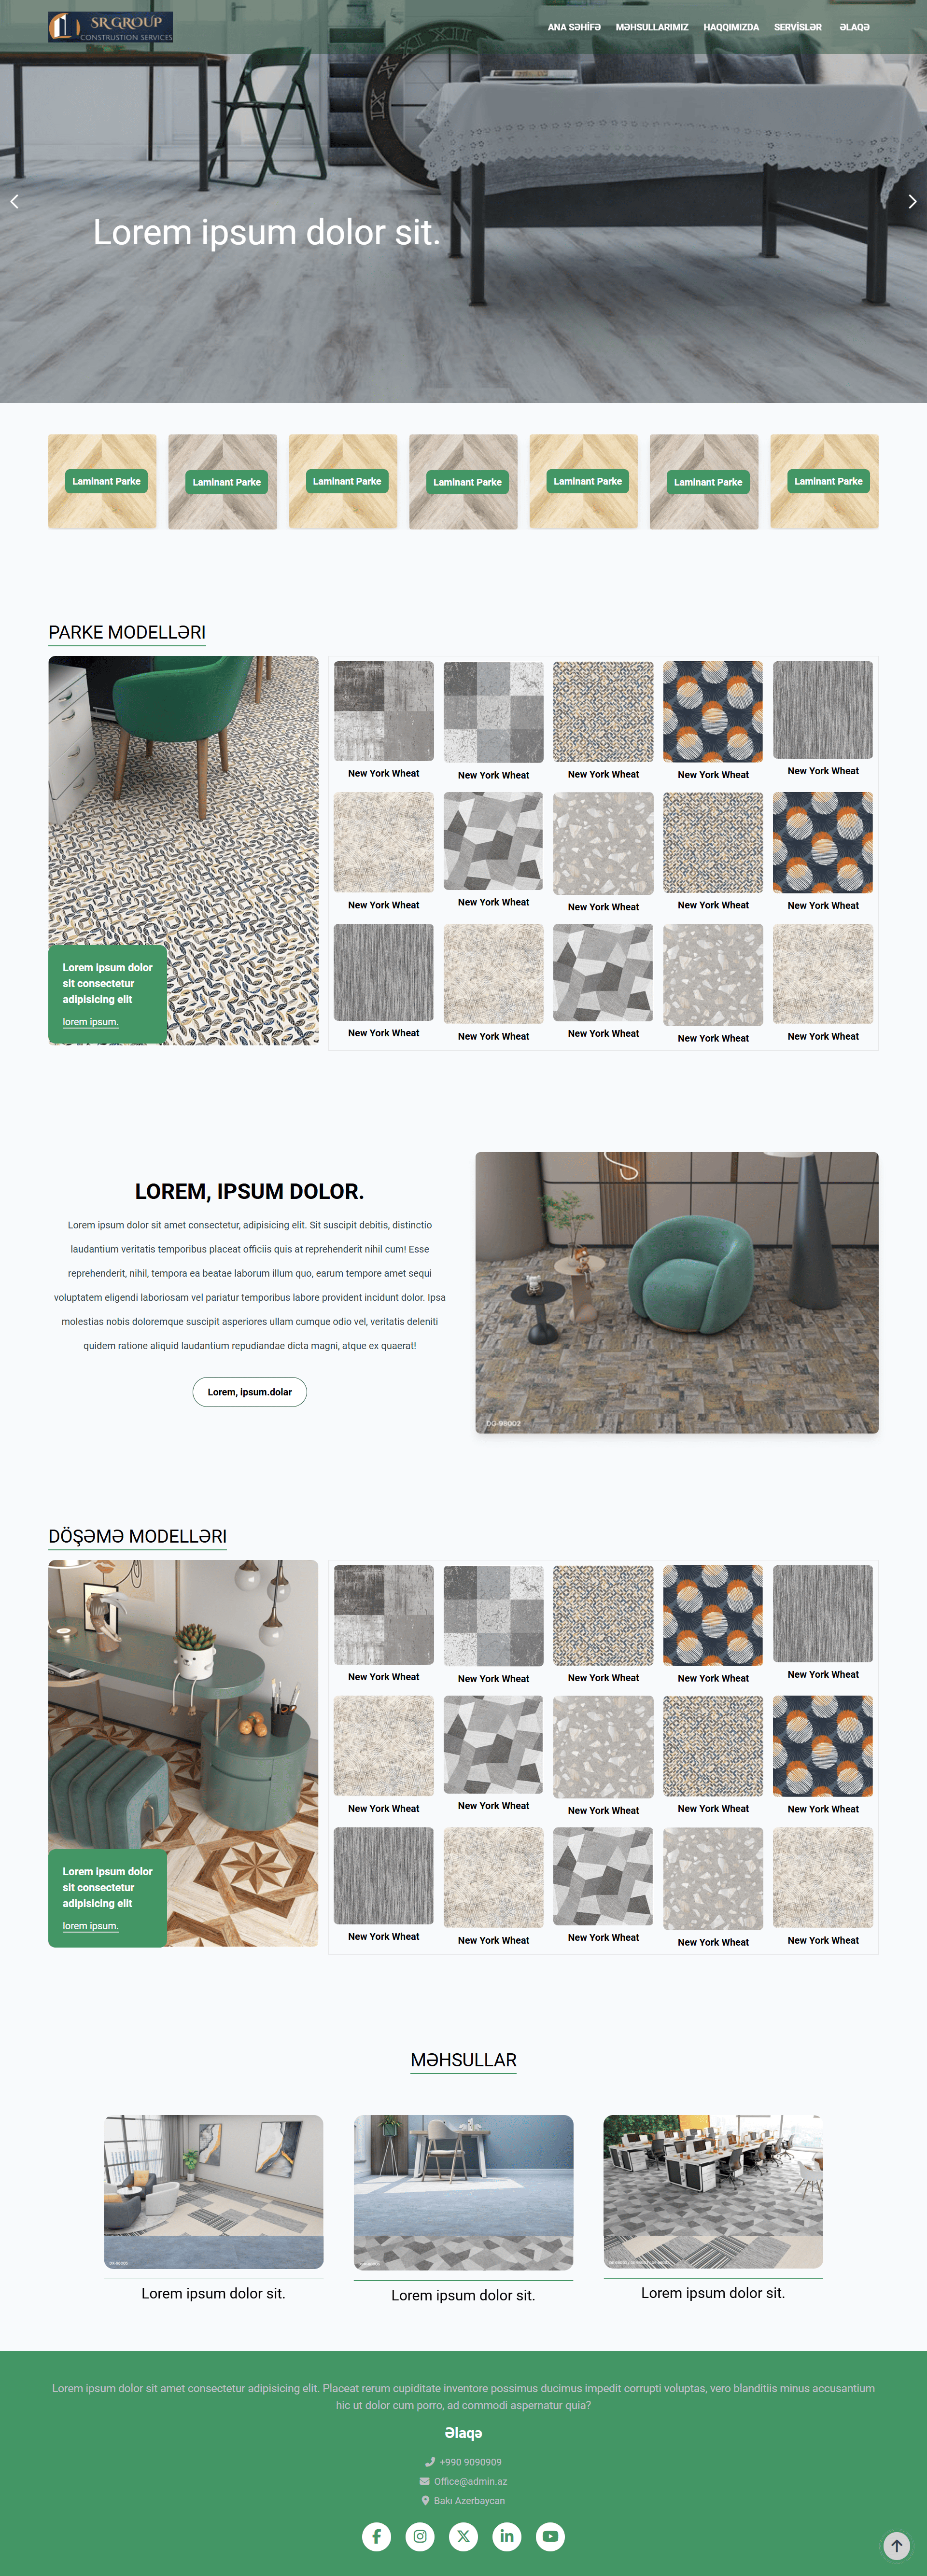 SR GROUP
CONSTRUSTION SERVICES
ANA SƏHİFƏ MƏHSULLARIMIZ HAQQIMIZDA SERVİSLƏR ƏLAQƏ
Lorem ipsum dolor sit.
Laminant Parke Laminant Parke Laminant Parke Laminant Parke Laminant Parke Laminant Parke Laminant Parke
PARKE MODELLƏRI
New York Wheat New York Wheat New York Wheat New York Wheat New York Wheat
New York Wheat New York Wheat New York Wheat New York Wheat New York Wheat
New York Wheat New York Wheat New York Wheat New York Wheat New York Wheat
Lorem ipsum dolor
sit consectetur
adipisicing elit
lorem ipsum.
LOREM, IPSUM DOLOR.
Lorem ipsum dolor sit amet consectetur, adipisicing elit. Sit suscipit debitis, distinctio
laudantium veritatis temporibus placeat officiis quis at reprehenderit nihil cum! Esse
reprehenderit, nihil, tempora ea beatae laborum illum quo, earum tempore amet sequi
voluptatem eligendi laboriosam vel pariatur temporibus labore provident incidunt dolor. Ipsa
molestias nobis doloremque suscipit asperiores ullam cumque odio vel, veritatis deleniti
quidem ratione aliquid laudantium repudiandae dicta magni, atque ex quaerat!
Lorem, ipsum.dolar
DG-98002
DÖŞƏMƏ MODELLƏRI
New York Wheat New York Wheat New York Wheat New York Wheat New York Wheat
New York Wheat New York Wheat New York Wheat New York Wheat New York Wheat
New York Wheat New York Wheat New York Wheat New York Wheat New York Wheat
Lorem ipsum dolor
sit consectetur
adipisicing elit
lorem ipsum.
MƏHSULLAR
Lorem ipsum dolor sit. Lorem ipsum dolor sit. Lorem ipsum dolor sit.
Lorem ipsum dolor sit amet consectetur adipisicing elit. Placeat rerum cupiditate inventore possimus ducimus impedit corrupti voluptas, vero blanditiis minus accusantium
hic ut dolor cum porro, ad commodi aspernatur quia?
Əlaqə
+990 9090909
Office@admin.az
Bakı Azerbaycan